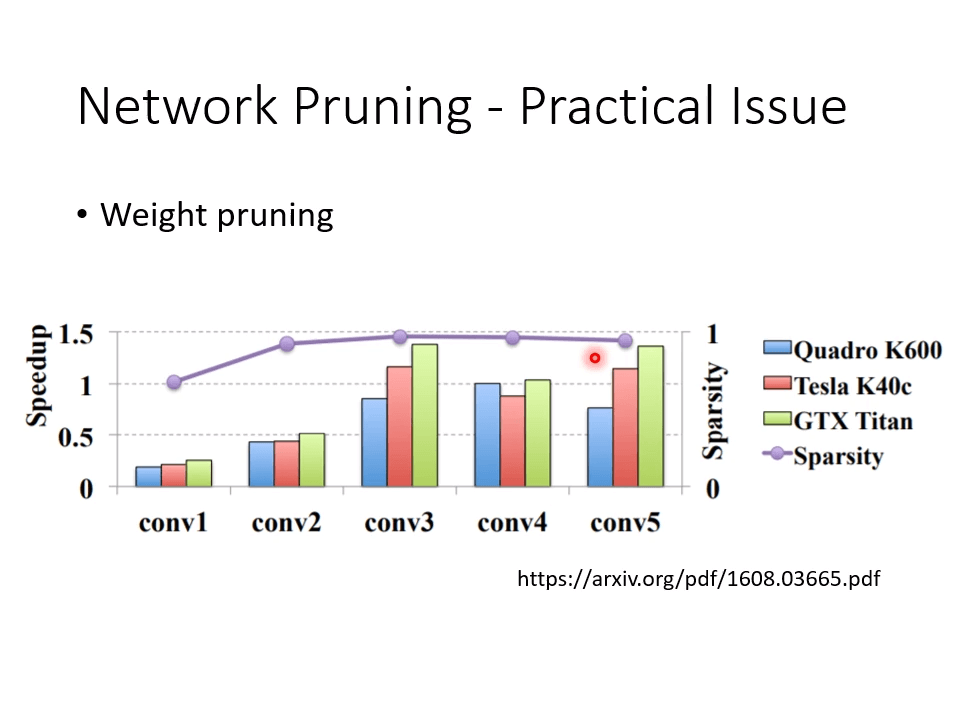 Network Pruning - Practical Issue
• Weight pruning
Speedup
1.5
1
0.5
0
conv1 conv2 conv3 conv4 conv5
1
0
Sparsity
Quadro K600
Tesla K40c
GTX Titan
Sparsity
https://arxiv.org/pdf/1608.03665.pdf